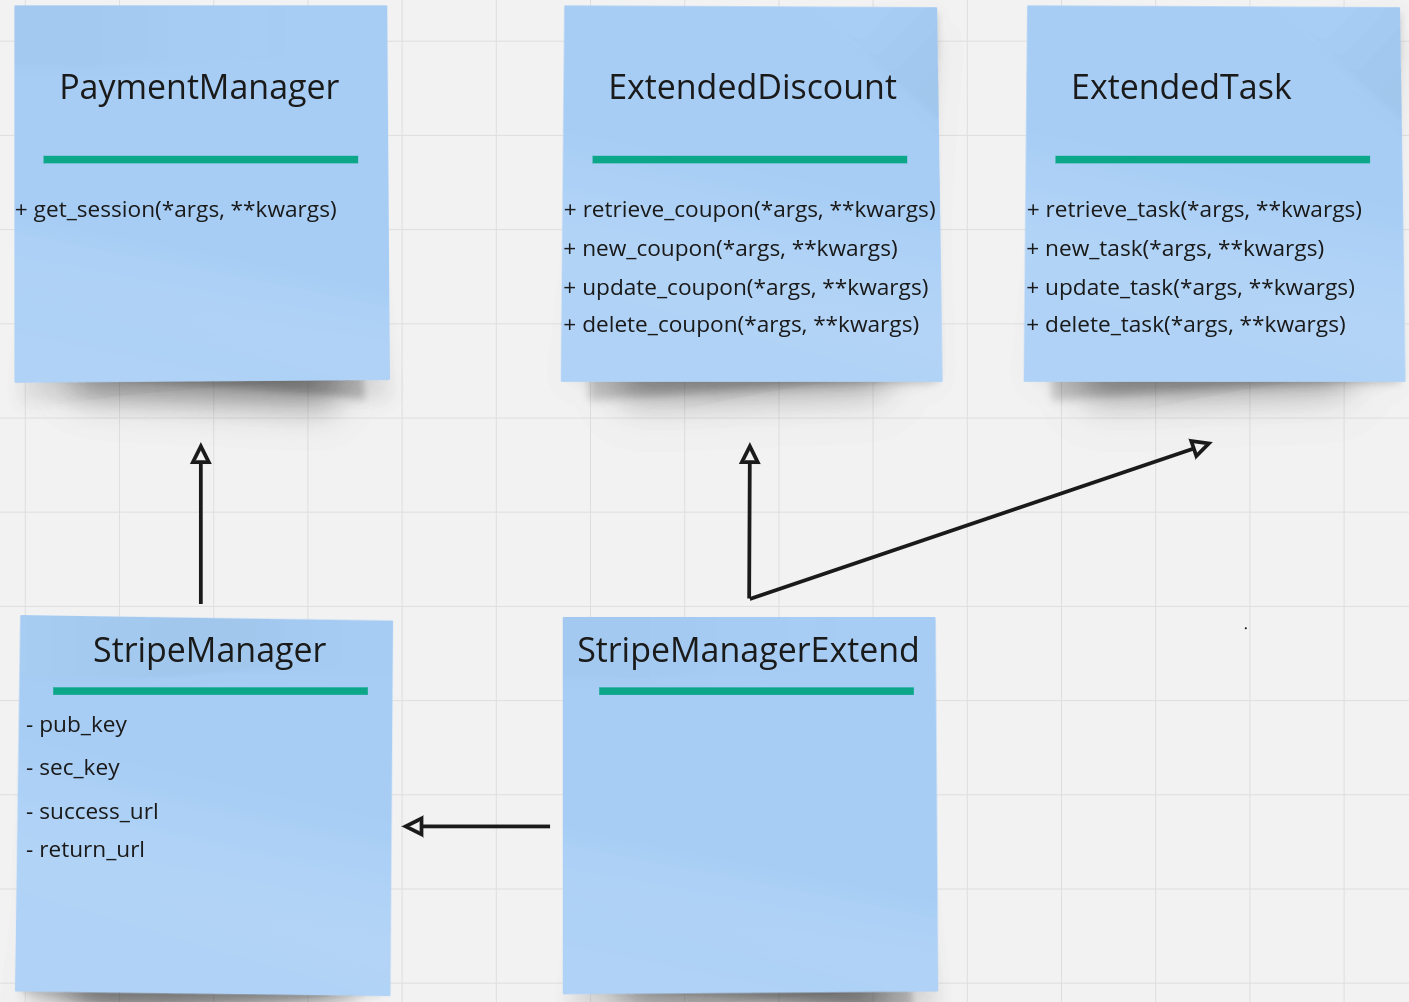 PaymentManager
+ get_session(*args, **kwargs)
ExtendedDiscount
+ retrieve_coupon(*args, **kwargs)
+ new_coupon(*args, **kwargs)
+ update_coupon(*args, **kwargs)
+ delete_coupon(*args, **kwargs)
ExtendedTask
+ retrieve_task(*args, **kwargs)
+ new_task(*args, **kwargs)
+ update_task(*args, **kwargs)
+ delete_task(*args, **kwargs)
StripeManager
- pub_key
- sec_key
- success_url
- return_url
StripeManagerExtend
.